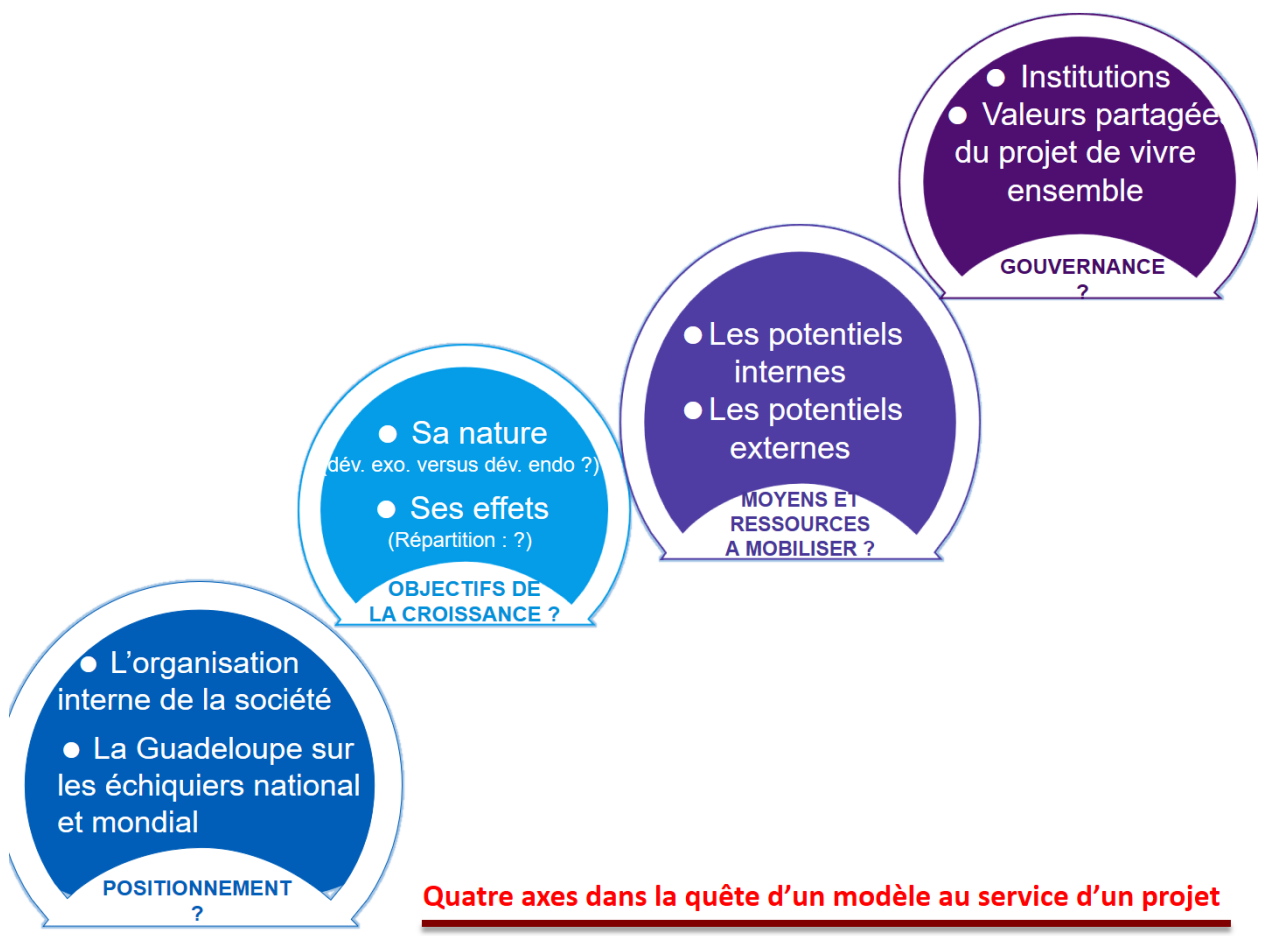 ● Institutions
● Valeurs partagées
du projet de vivre
ensemble
GOUVERNANCE
?
● Les potentiels
internes
● Les potentiels
externes
MOYENS ET
RESSOURCES
A MOBILISER ?
● Sa nature
(dév. exo. versus dév. endo ?)
● Ses effets
(Répartition : ?)
OBJECTIFS DE
LA CROISSANCE ?
● L’organisation
interne de la société
● La Guadeloupe sur
les échiquiers national
et mondial
POSITIONNEMENT
?
Quatre axes dans la quête d’un modèle au service d’un projet